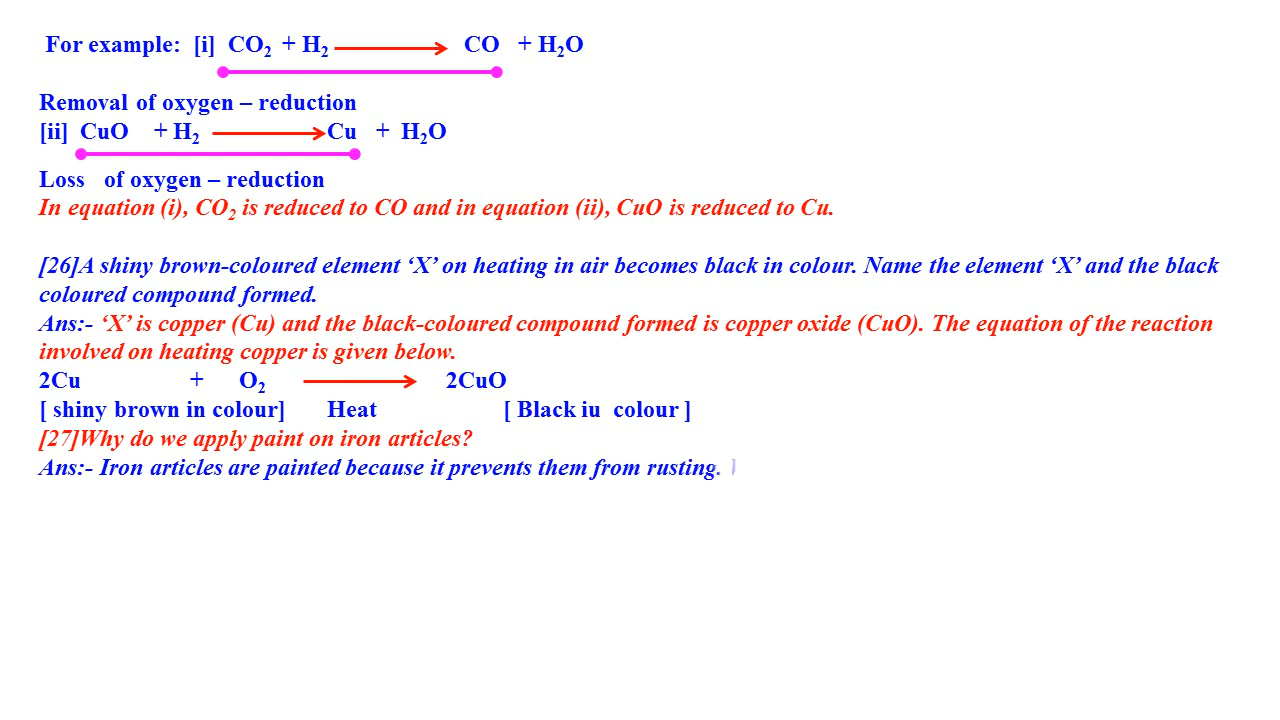 For example: [i] CO₂ + H₂ ⟶ CO + H₂O
Removal of oxygen – reduction
[ii] CuO + H₂ ⟶ Cu + H₂O
Loss of oxygen – reduction
In equation (i), CO₂ is reduced to CO and in equation (ii), CuO is reduced to Cu.
[26]A shiny brown-coloured element ‘X’ on heating in air becomes black in colour. Name the element ‘X’ and the black
coloured compound formed.
Ans:- ‘X’ is copper (Cu) and the black-coloured compound formed is copper oxide (CuO). The equation of the reaction
involved on heating copper is given below.
2Cu + O₂ ⟶ 2CuO
[ shiny brown in colour] Heat [ Black iu colour ]
[27]Why do we apply paint on iron articles?
Ans:- Iron articles are painted because it prevents them from rusting.